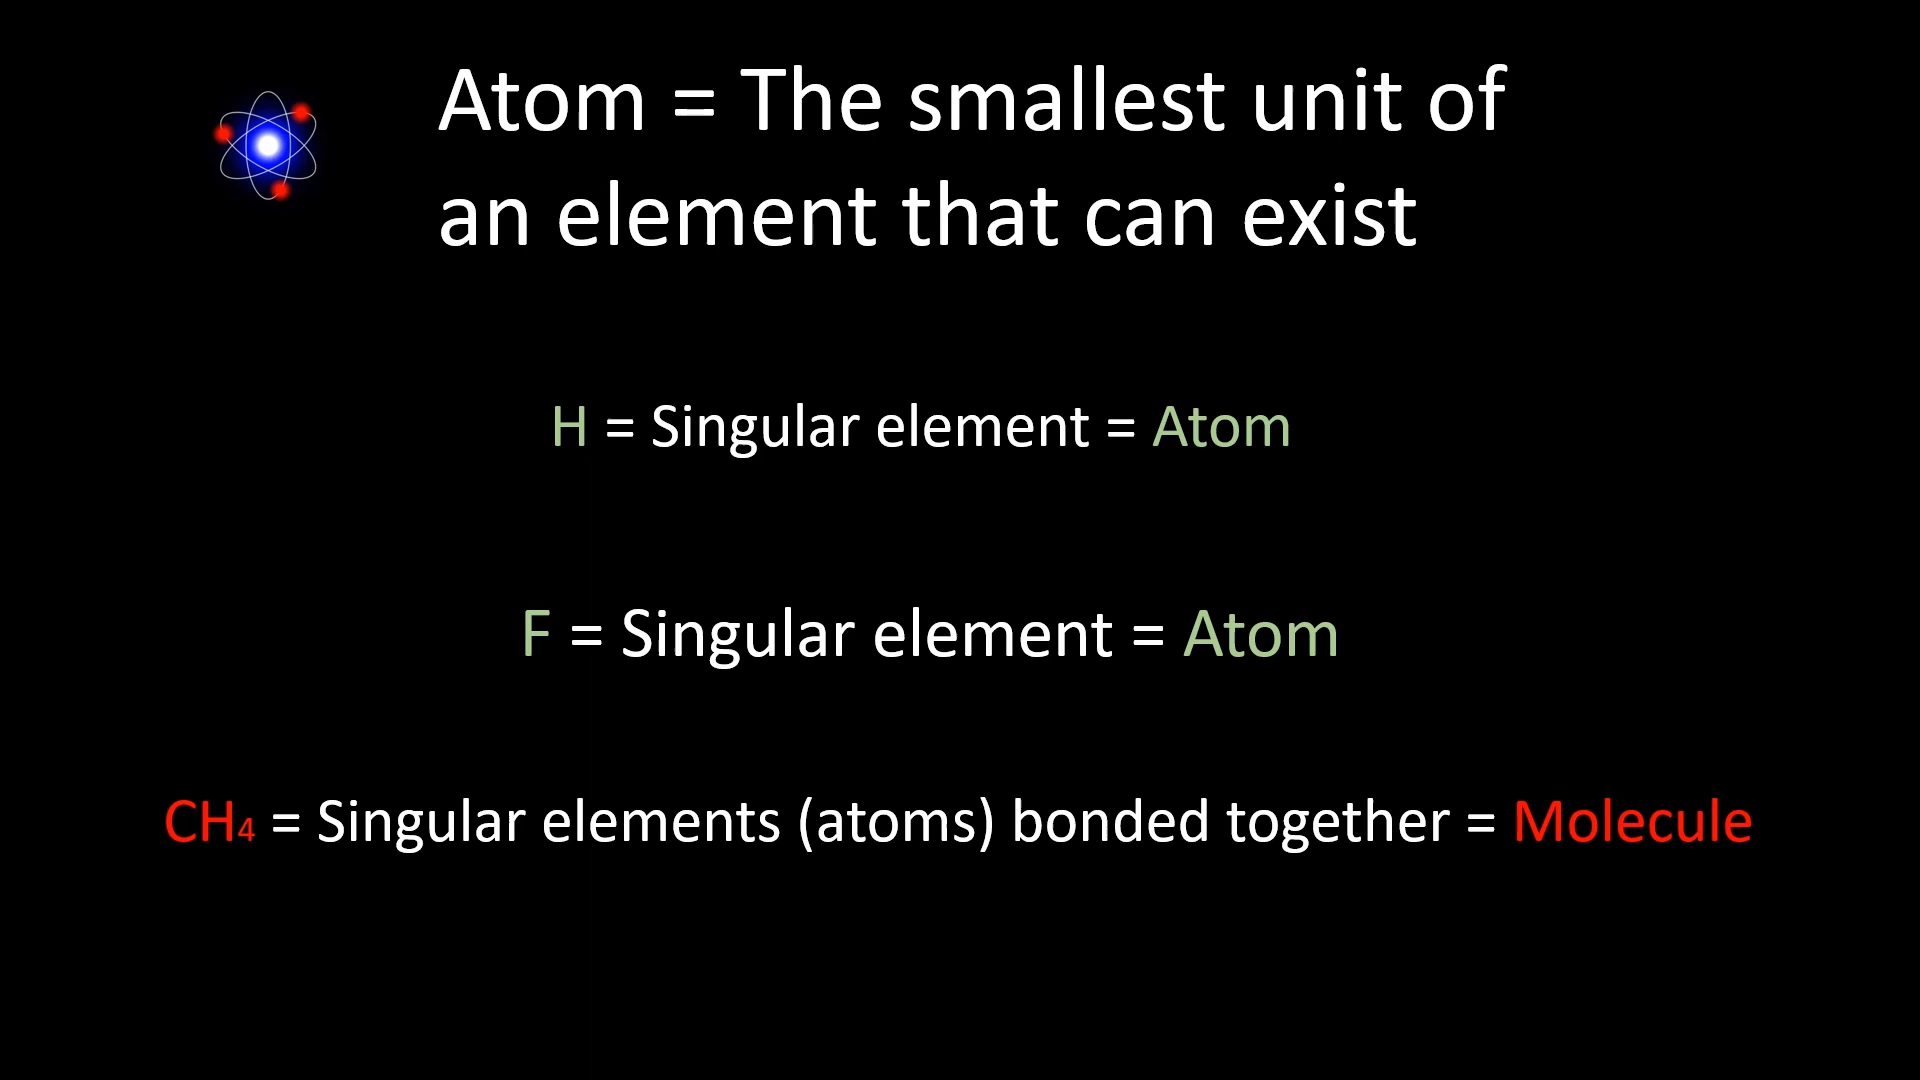 Atom = The smallest unit of
an element that can exist
H = Singular element = Atom
F = Singular element = Atom
CH₄ = Singular elements (atoms) bonded together = Molecule